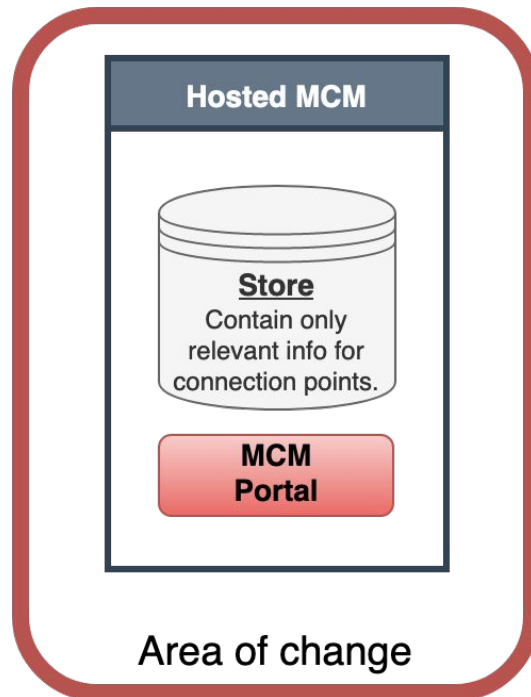 Hosted MCM
Store
Contain only
relevant info for
connection points.
MCM
Portal
Area of change